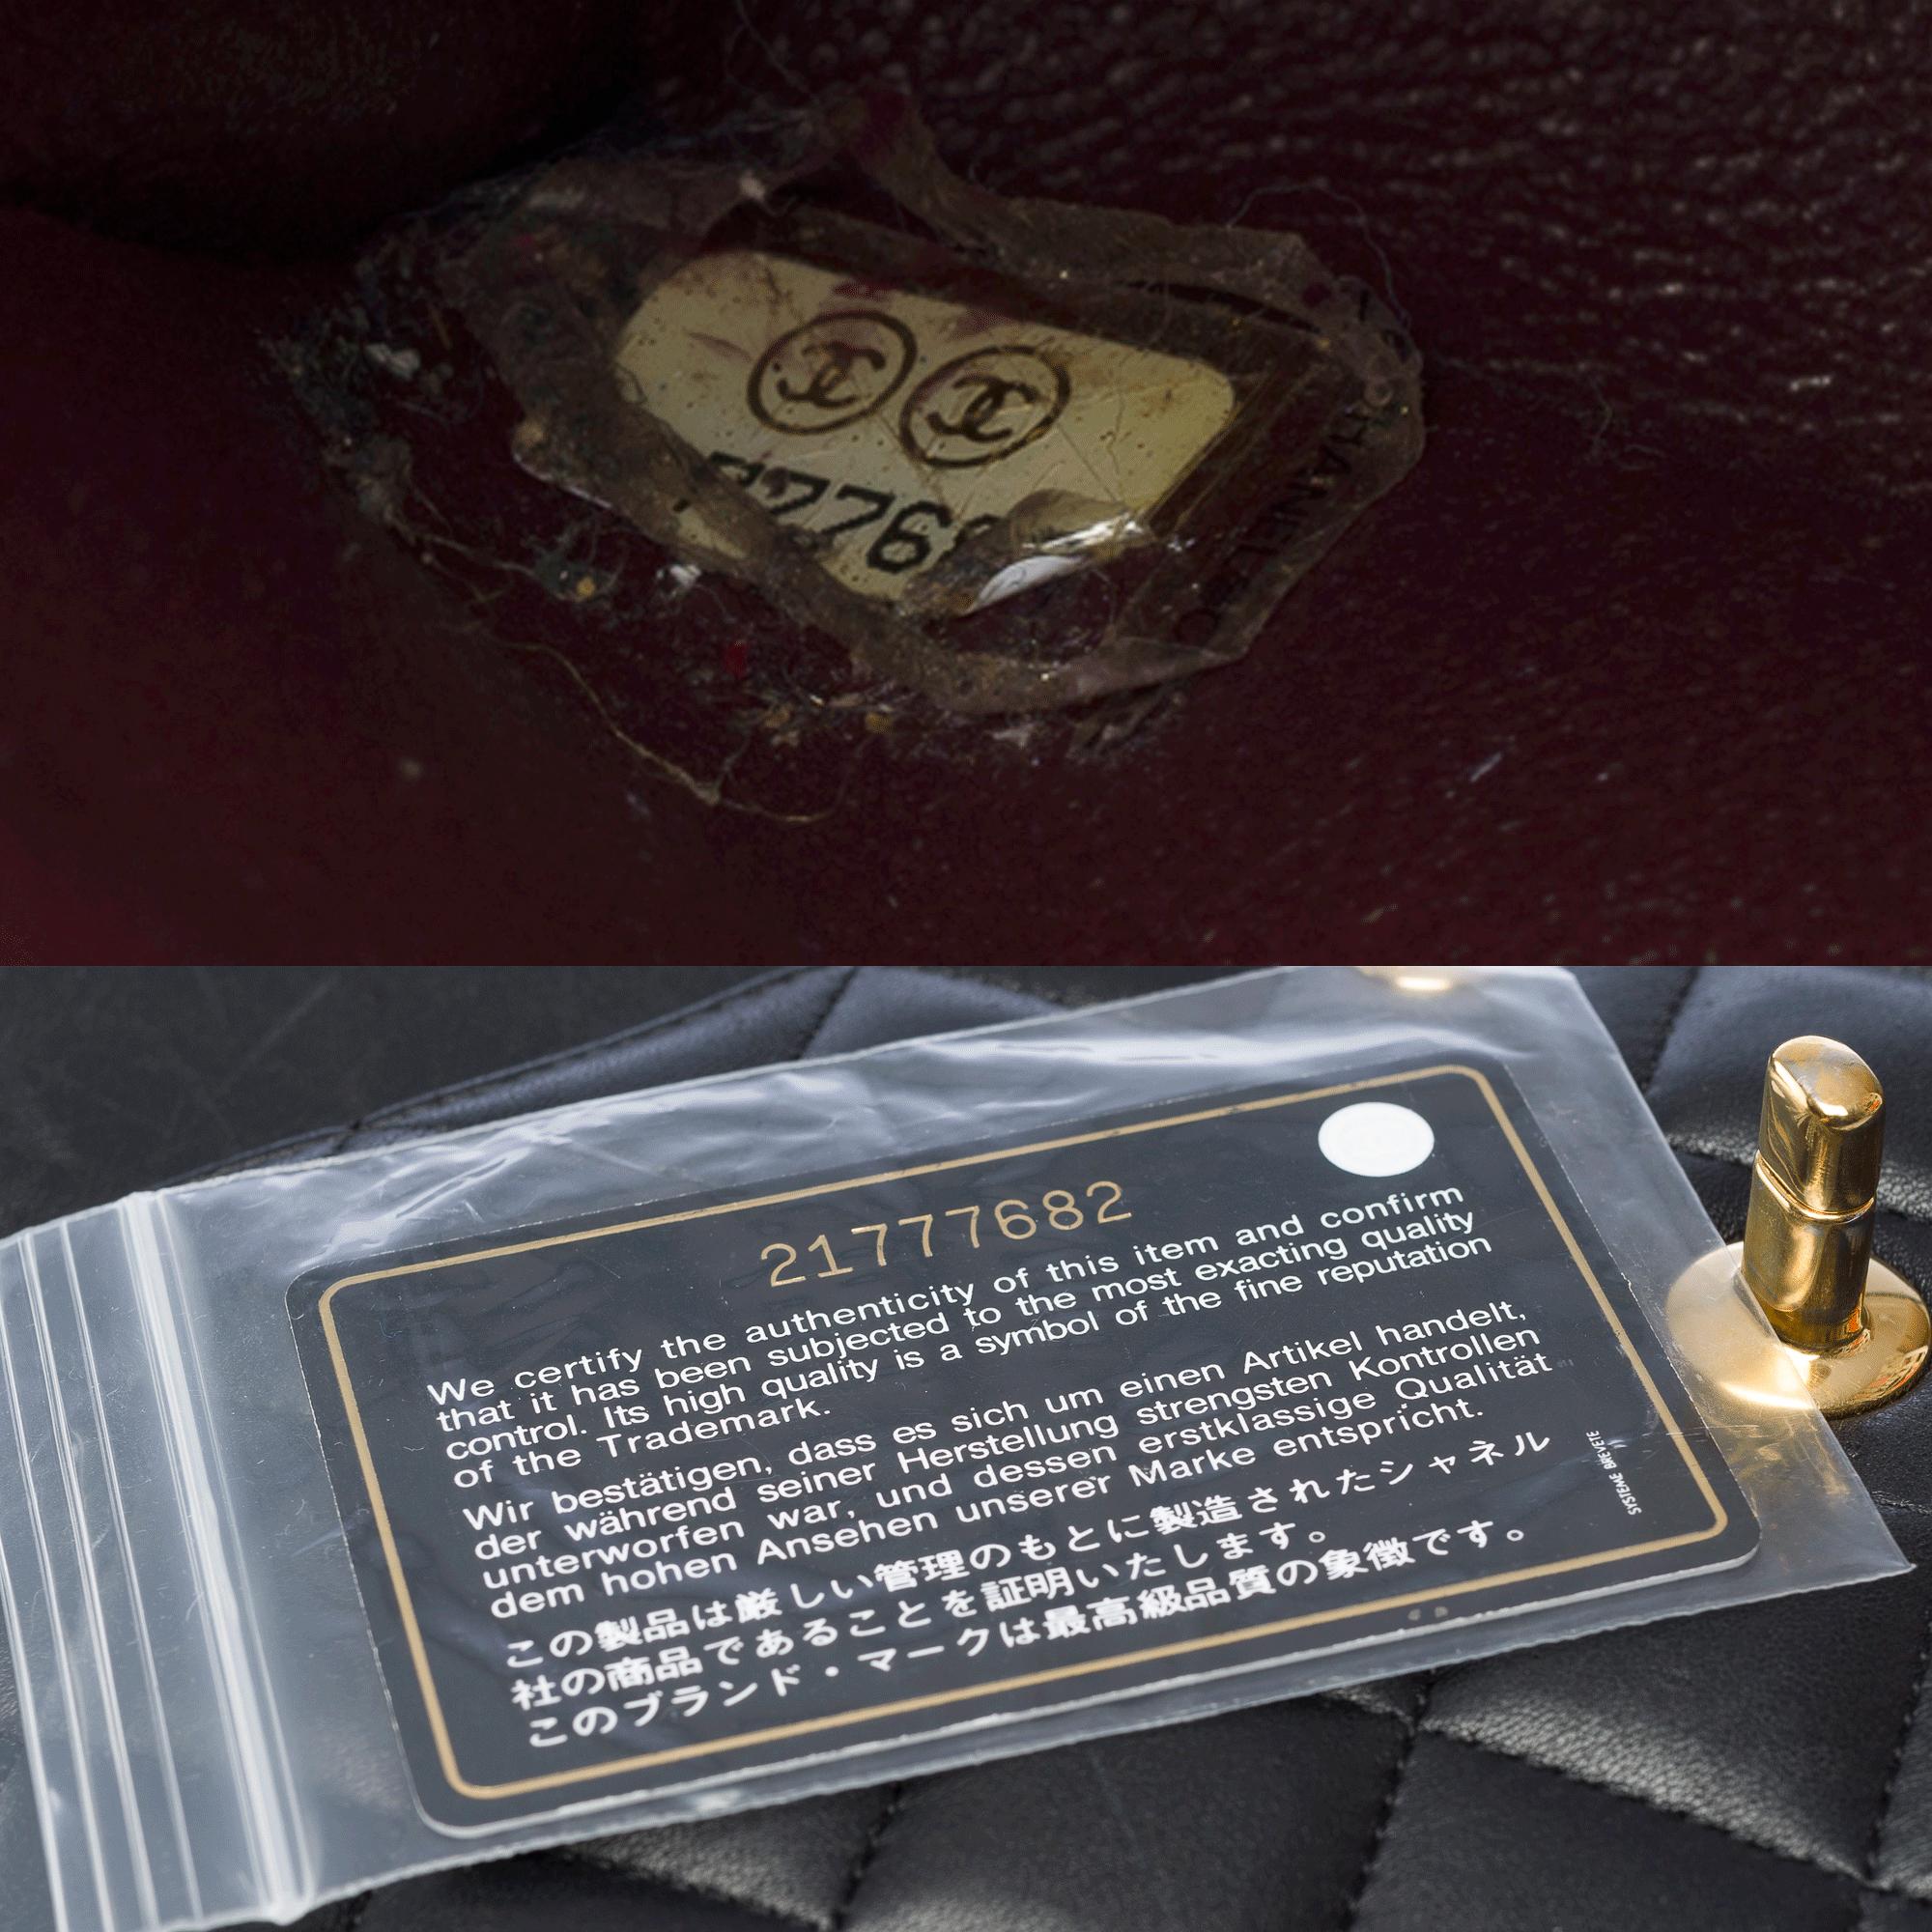 7768
CHANEL
21777682
We certify the authenticity of this item and confirm
that it has been subjected to the most exacting quality
control. Its high quality is a symbol of the fine reputation
of the Trademark.
Wir bestätigen, dass es sich um einen Artikel handelt,
der während seiner Herstellung strengsten Kontrollen
unterworfen war, und dessen erstklassige Qualität
dem hohen Ansehen unserer Marke entspricht.
この製品は厳しい管理のもとに製造されたシャネル
社の商品であることを証明いたします。
このブランド・マークは最高級品質の象徴です。
SYSTEME BREVETE